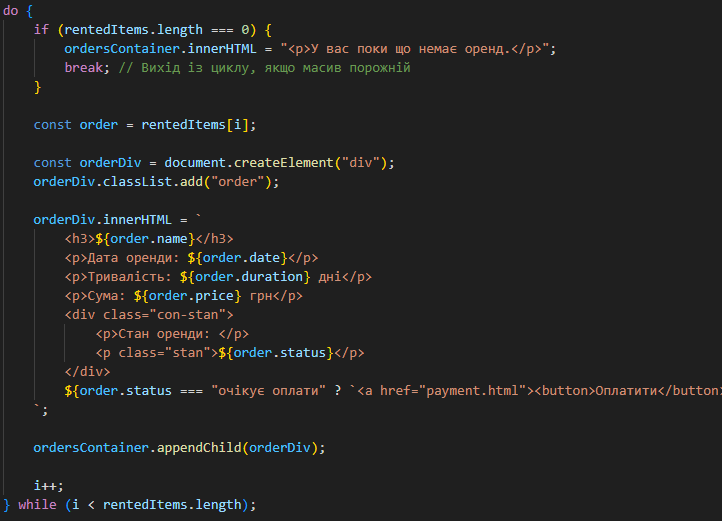 do {
    if (rentedItems.length === 0) {
        ordersContainer.innerHTML = "<p>У вас поки що немає оренд.</p>";
        break; // Вихід із циклу, якщо масив порожній
    }

    const order = rentedItems[i];

    const orderDiv = document.createElement("div");
    orderDiv.classList.add("order");

    orderDiv.innerHTML = `
        <h3>${order.name}</h3>
        <p>Дата оренди: ${order.date}</p>
        <p>Тривалість: ${order.duration} дні</p>
        <p>Сума: ${order.price} грн</p>
        <div class="con-stan">
            <p>Стан оренди: </p>
            <p class="stan">${order.status}</p>
        </div>
        ${order.status === "очікує оплати" ? `<a href="payment.html"><button>Оплатити</button>
    `;

    ordersContainer.appendChild(orderDiv);

    i++;
} while (i < rentedItems.length);